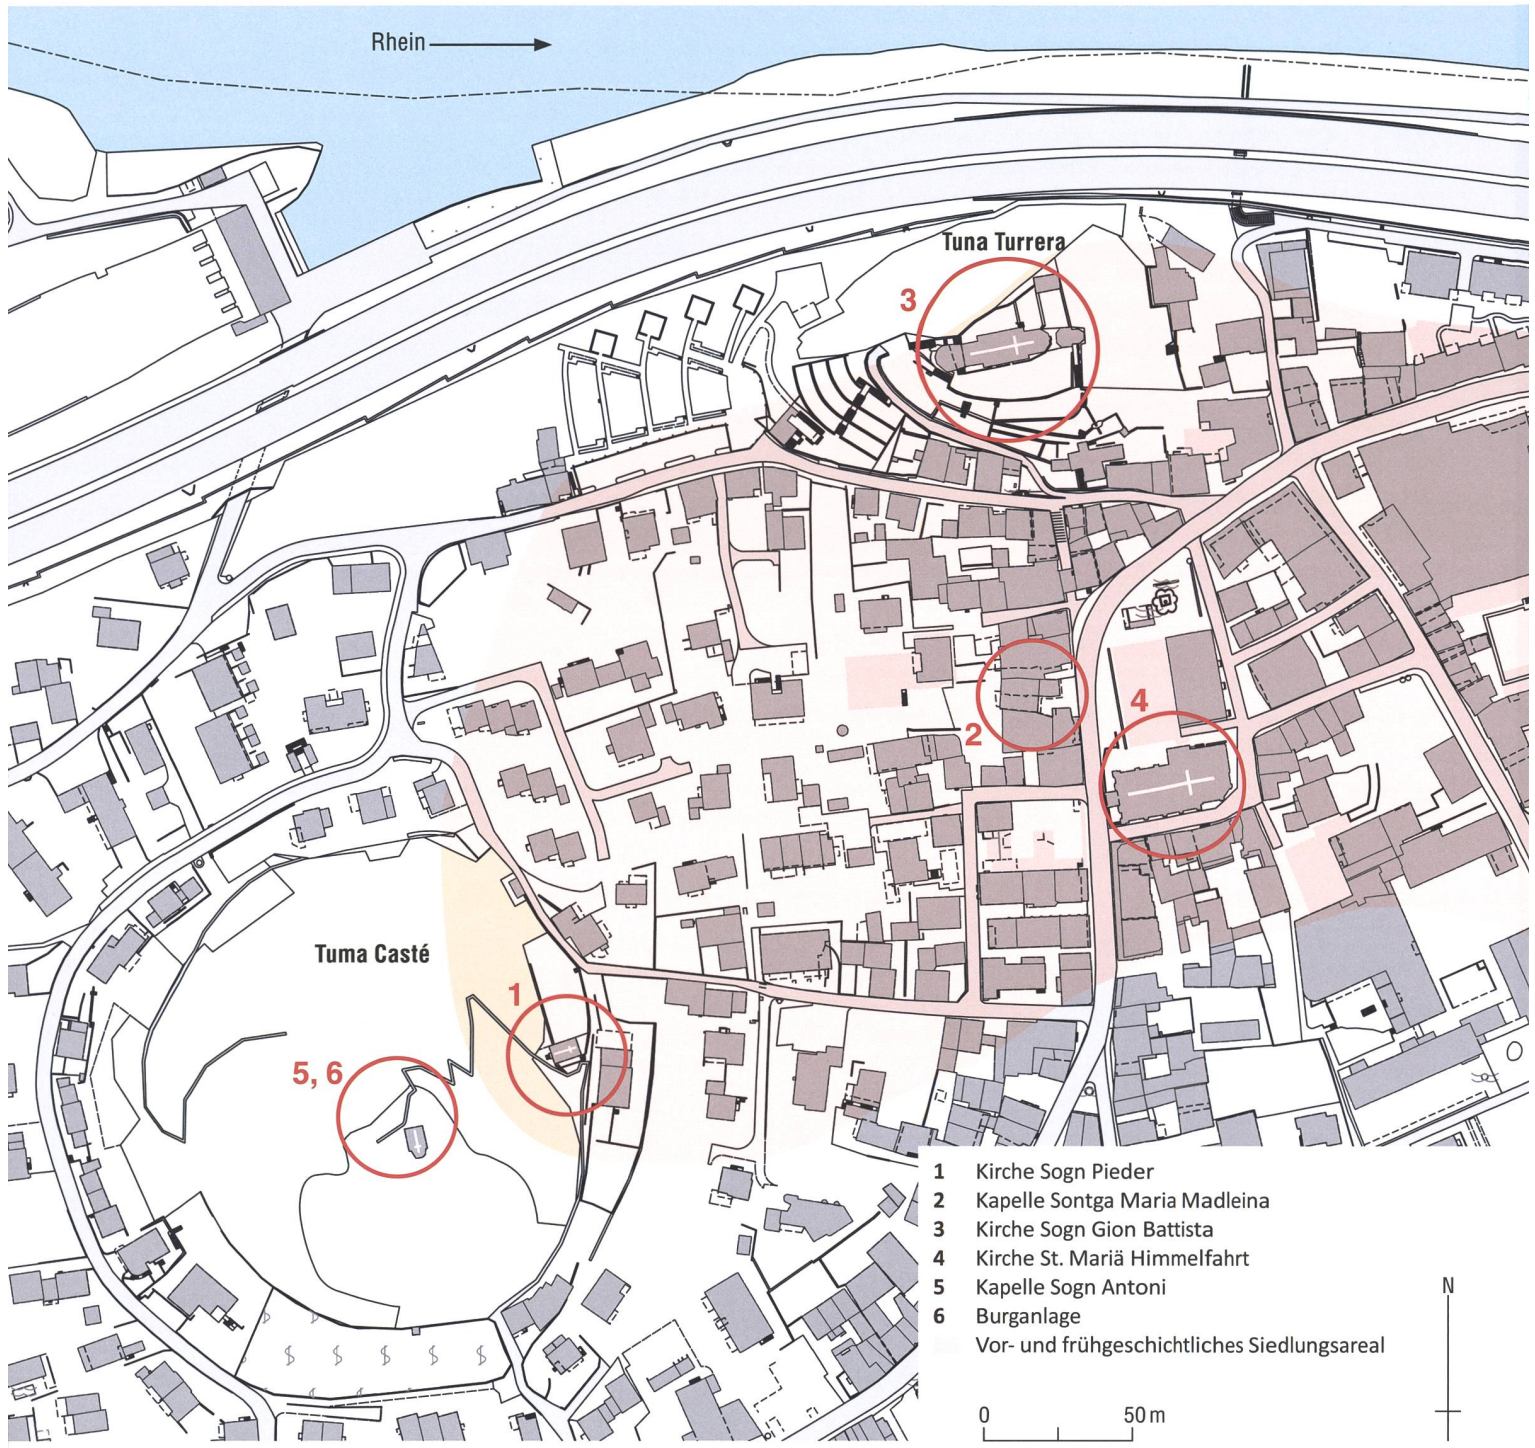 Rhein
Tuna Turrera
3
4
2
Tuma Casté
1
5, 6
1 Kirche Sogn Pieder
2 Kapelle Sontga Maria Madleina
3 Kirche Sogn Gion Battista
4 Kirche St. Mariä Himmelfahrt
5 Kapelle Sogn Antoni
6 Burganlage
Vor- und frühgeschichtliches Siedlungsareal
N
0 50 m